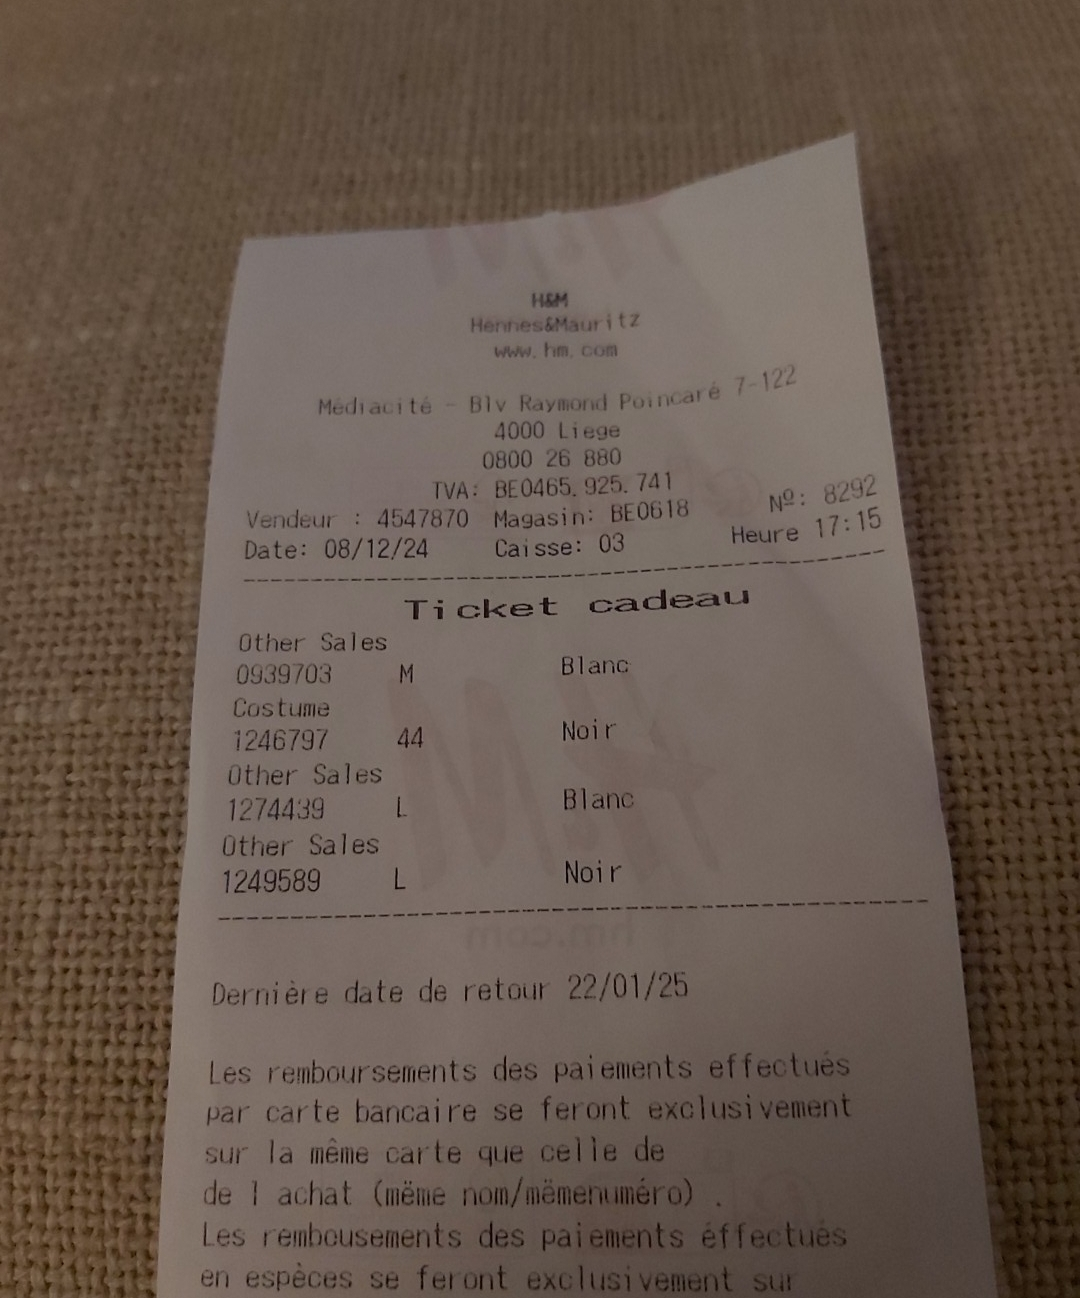 H&M
Hennes&Mauritz
www.hm.com
Médiacité - Blv Raymond Poincaré 7-122
4000 Liege
0800 26 880
TVA: BE0465.925.741
Vendeur : 4547870 Magasin: BE0618 Nº: 8292
Date: 08/12/24 Caisse: 03 Heure 17:15
Ticket cadeau
Other Sales
0939703 M Blanc
Costume
1246797 44 Noir
Other Sales
1274439 L Blanc
Other Sales
1249589 L Noir
hm.com
Dernière date de retour 22/01/25
Les remboursements des paiements effectués
par carte bancaire se feront exclusivement
sur la même carte que celle de
de l achat (même nom/mêmenuméro) .
Les rembousements des paiements éffectués
en espèces se feront exclusivement sur